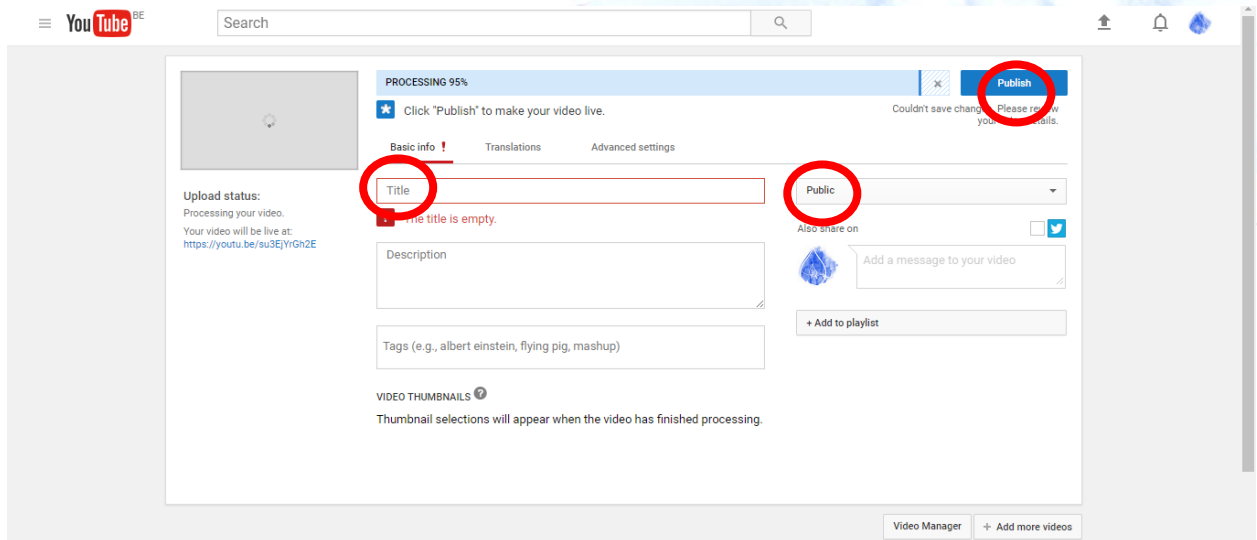 YouTube BE
Search
PROCESSING 95%
Publish
Click "Publish" to make your video live.
Couldn't save changes. Please review
your details.
Basic info !
Translations
Advanced settings
Title
Public
The title is empty.
Upload status:
Processing your video.
Your video will be live at:
https://youtu.be/su3EjYrGh2E
Also share on
Description
Add a message to your video
+ Add to playlist
Tags (e.g., albert einstein, flying pig, mashup)
VIDEO THUMBNAILS ?
Thumbnail selections will appear when the video has finished processing.
Video Manager
+ Add more videos